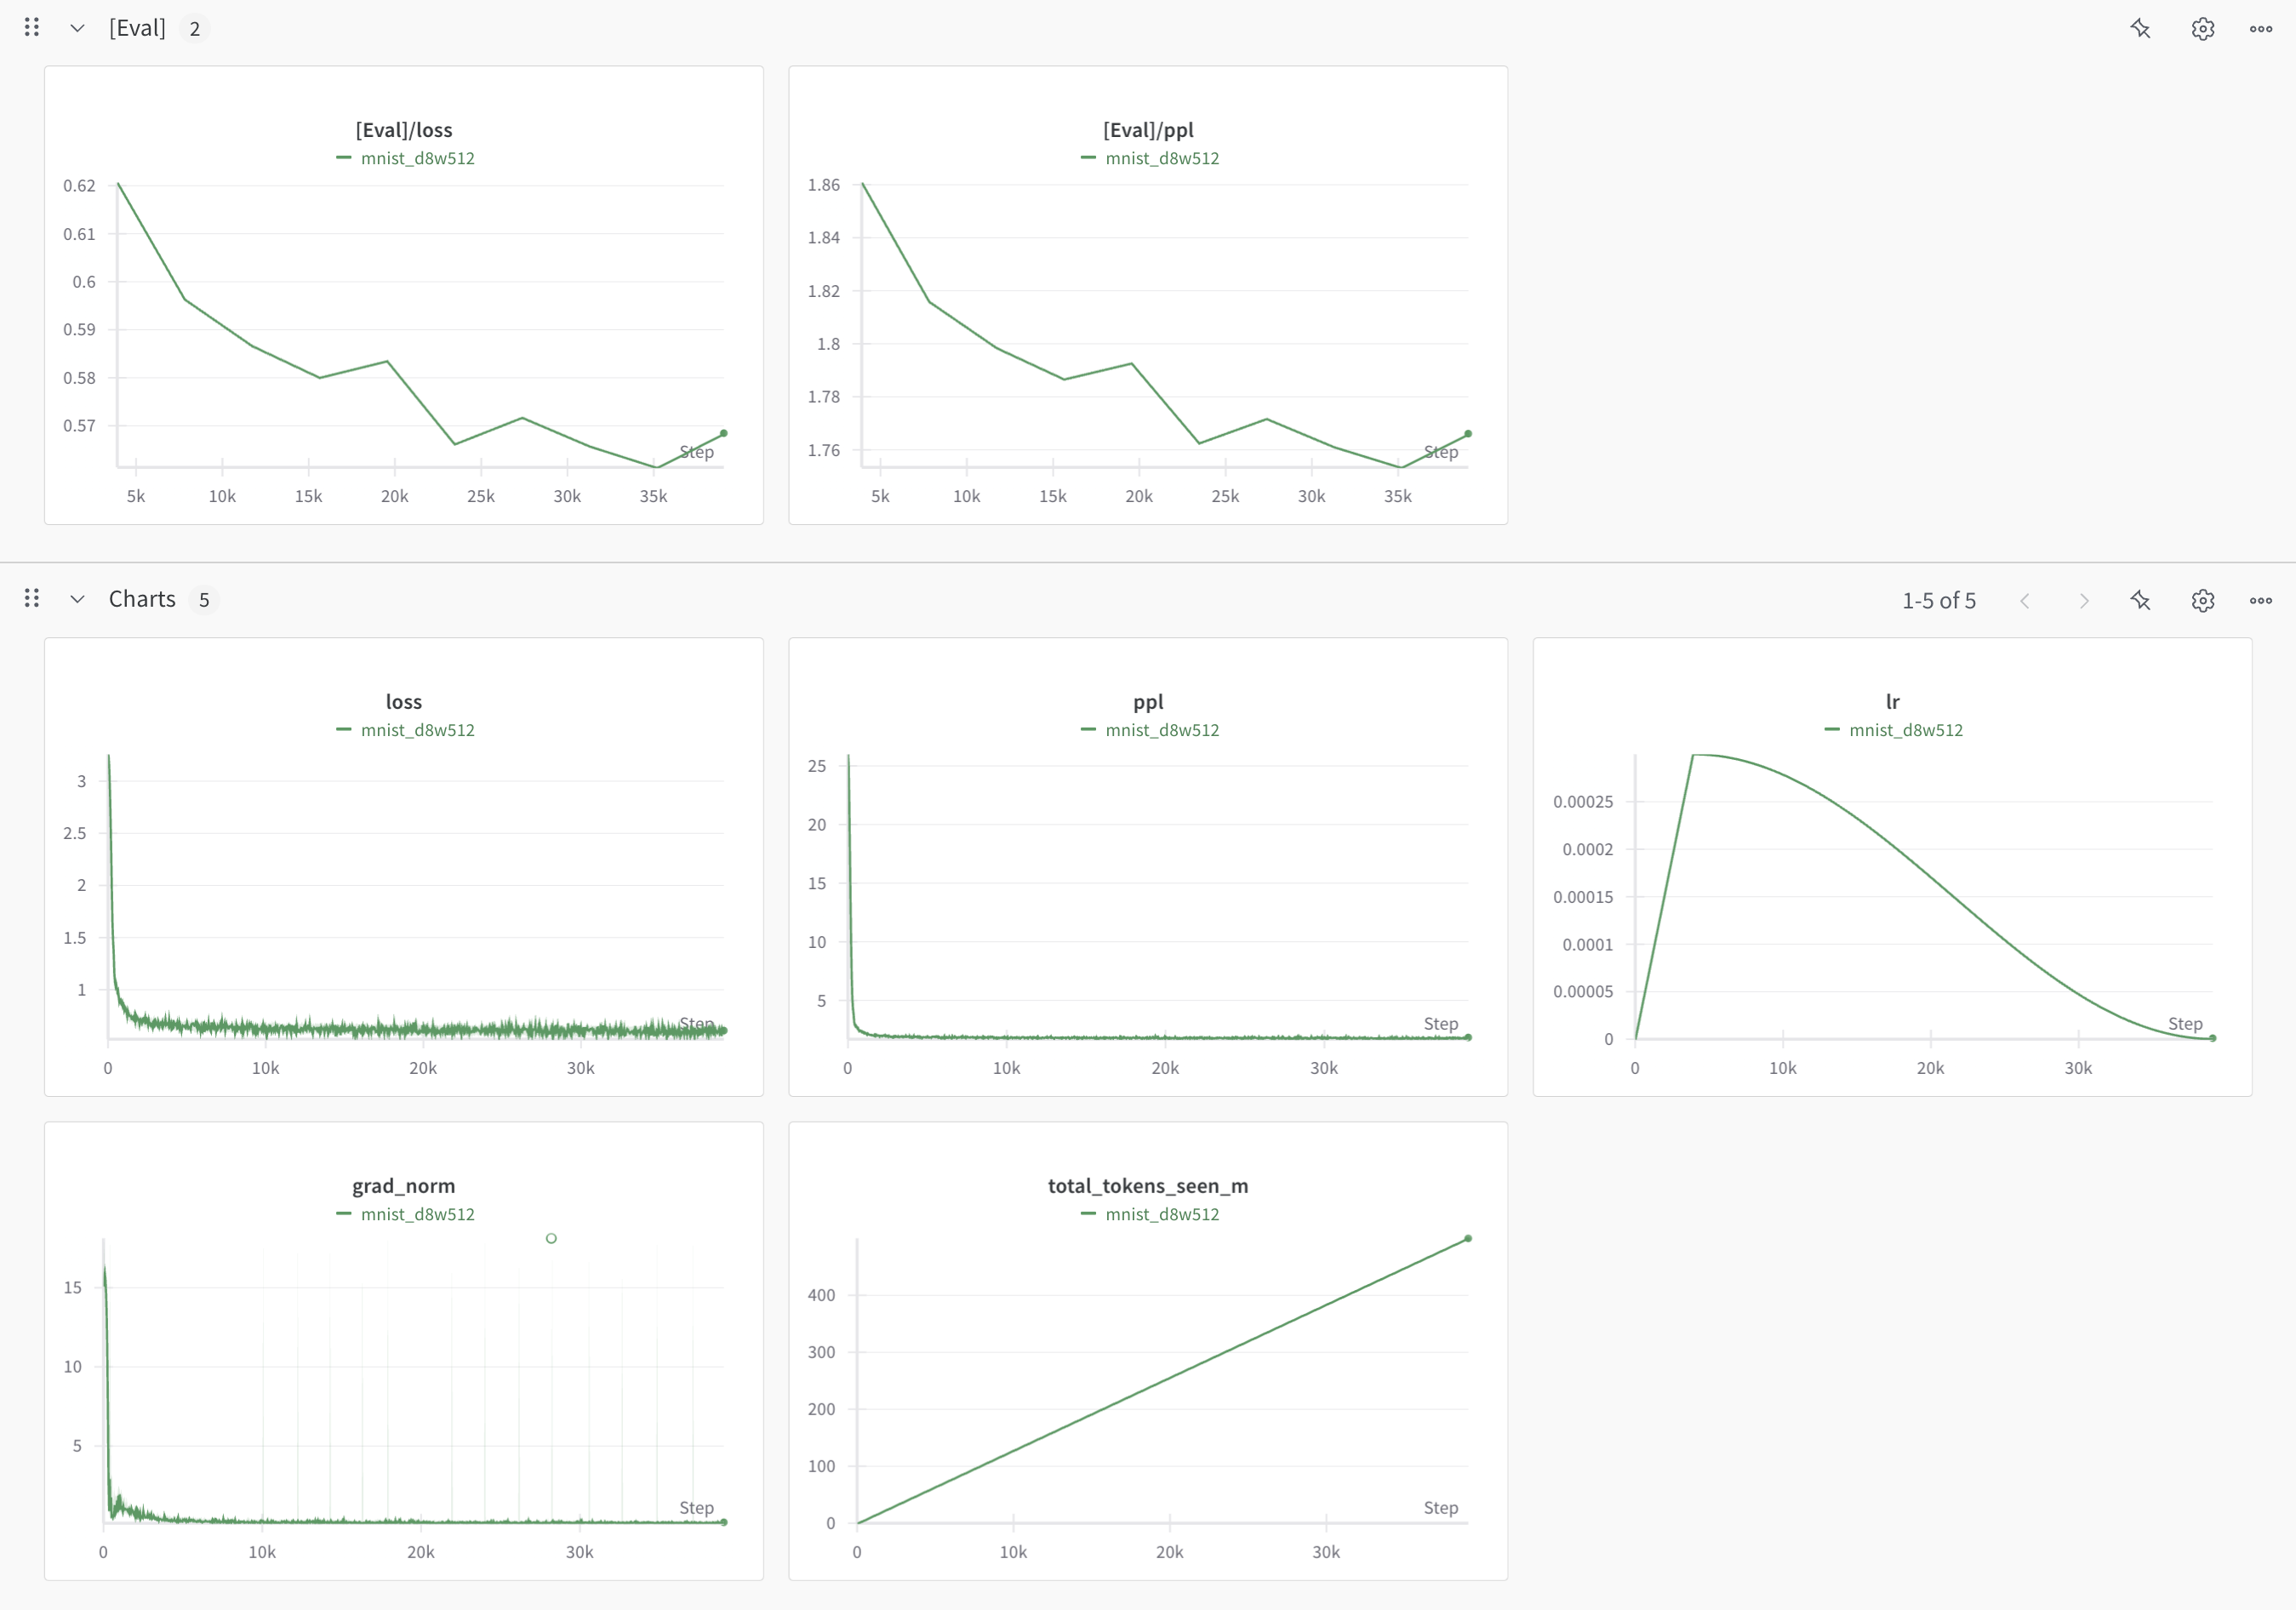 [Eval] 2
[Eval]/loss
mnist_d8w512
0.62
0.61
0.6
0.59
0.58
0.57
Step
5k 10k 15k 20k 25k 30k 35k
[Eval]/ppl
mnist_d8w512
1.86
1.84
1.82
1.8
1.78
1.76
Step
5k 10k 15k 20k 25k 30k 35k
Charts 5
1-5 of 5
loss
mnist_d8w512
3
2.5
2
1.5
1
Step
0 10k 20k 30k
ppl
mnist_d8w512
25
20
15
10
5
Step
0 10k 20k 30k
lr
mnist_d8w512
0.00025
0.0002
0.00015
0.0001
0.00005
0
Step
0 10k 20k 30k
grad_norm
mnist_d8w512
15
10
5
Step
0 10k 20k 30k
total_tokens_seen_m
mnist_d8w512
400
300
200
100
0
Step
0 10k 20k 30k